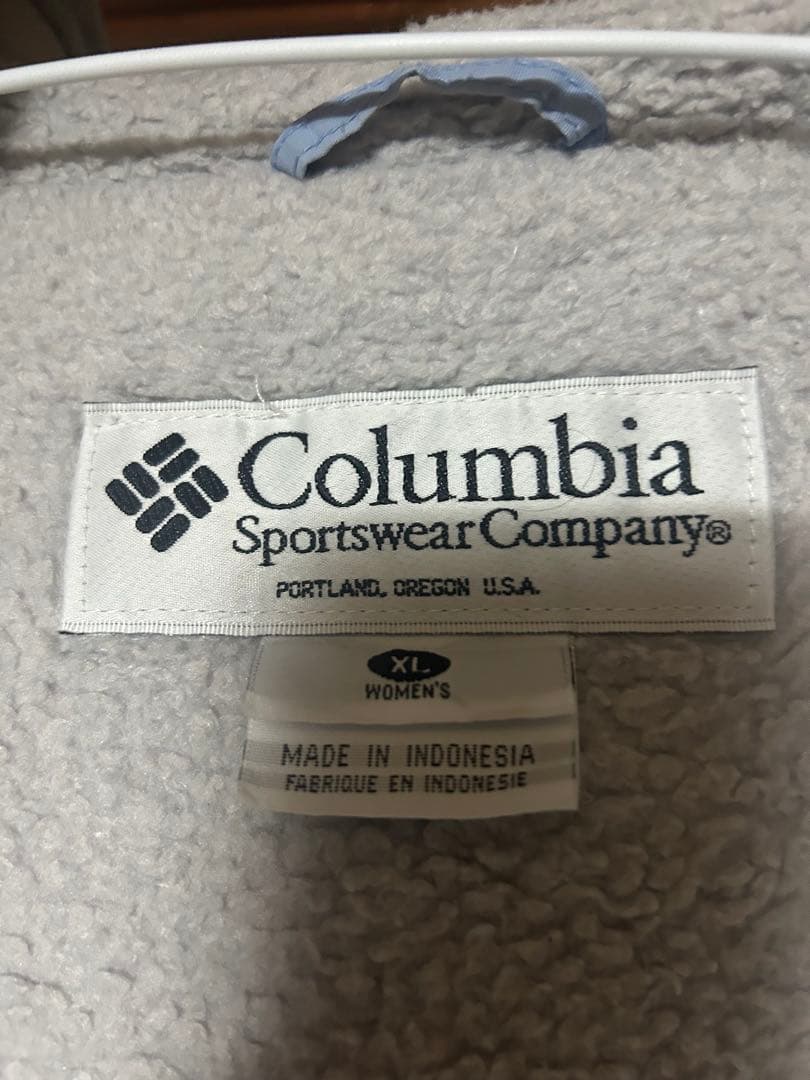 Columbia
Sportswear Company®
PORTLAND, OREGON U.S.A.
XL
WOMEN'S
MADE IN INDONESIA
FABRIQUE EN INDONESIE